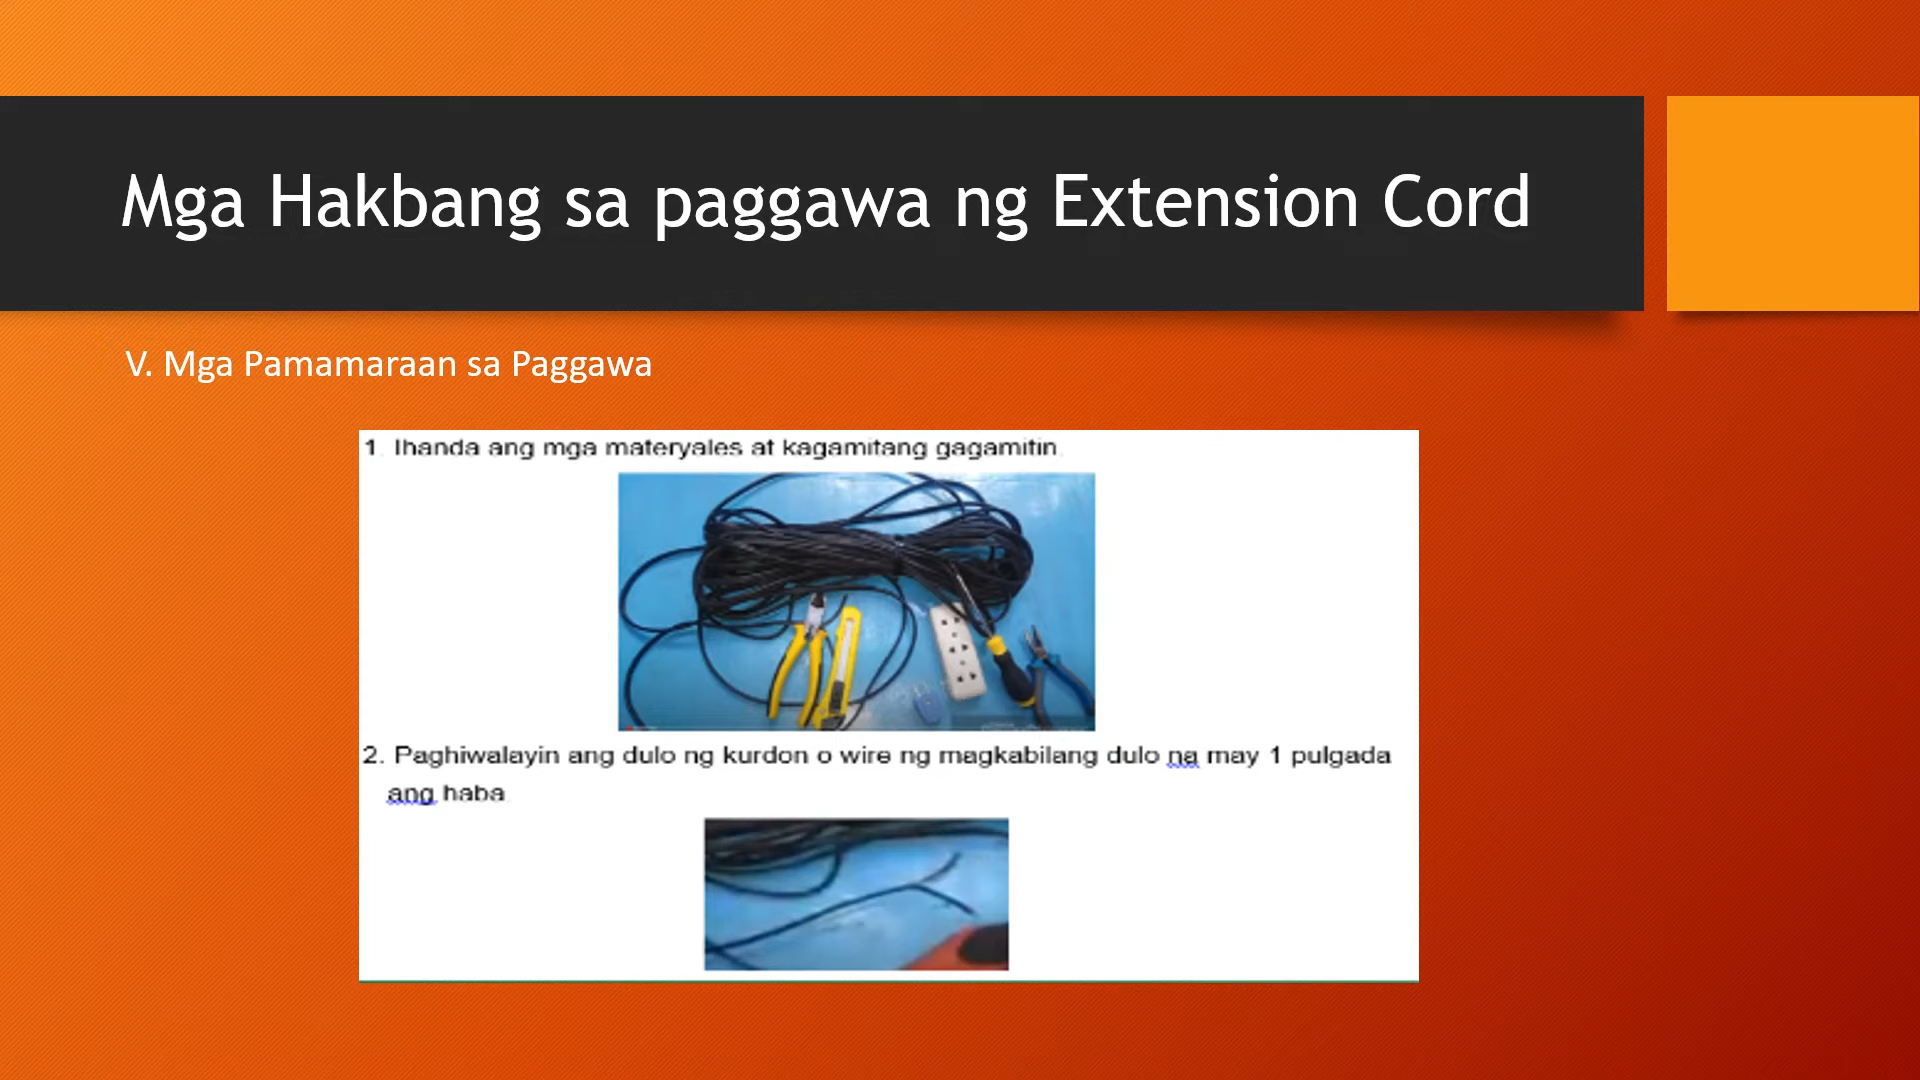 Mga Hakbang sa paggawa ng Extension Cord
V. Mga Pamamaraan sa Paggawa
1. Ihanda ang mga materyales at kagamitang gagamitin
2. Paghiwalayin ang dulo ng kurdon o wire ng magkabilang dulo na may 1 pulgada
ang haba